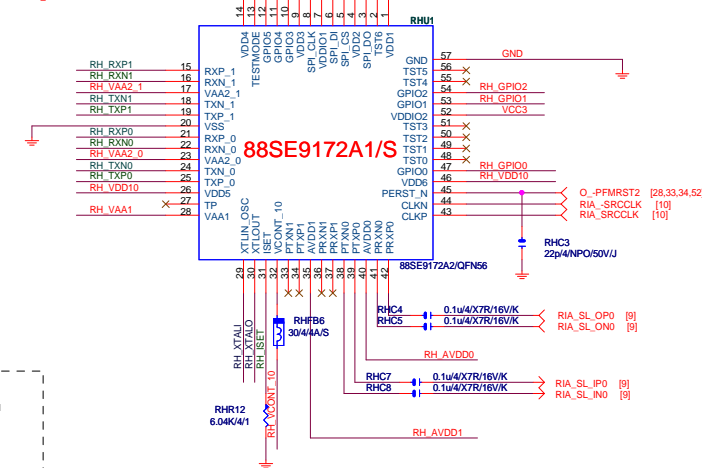 RHU1
14
13
12
11
10
9
8
7
6
5
4
3
2
1
VDD4
TESTMODE
GPIO5
GPIO4
GPIO3
VDD3
SPI_CLK
VDDIO1
SPI_DI
SPI_CS
VDD2
SPI_DO
TST6
VDD1
RH_RXP1 15 RXP_1
RH_RXN1 16 RXN_1
RH_VAA2_1 17 VAA2_1
RH_TXN1 18 TXN_1
RH_TXP1 19 TXP_1
20 VSS
RH_RXP0 21 RXP_0
RH_RXN0 22 RXN_0
RH_VAA2_0 23 VAA2_0
RH_TXN0 24 TXN_0
RH_TXP0 25 TXP_0
RH_VDD10 26 VDD5
27 TP
RH_VAA1 28 VAA1
88SE9172A1/S
GND 57 GND
TST5 56
TST4 55
GPIO2 54 RH_GPIO2
GPIO1 53 RH_GPIO1
VDDIO2 52 VCC3
TST3 51
TST2 50
TST1 49
TST0 48
GPIO0 47 RH_GPIO0
VDD6 46 RH_VDD10
PERST_N 45 O_-PFMRST2 [28,33,34,52
CLKN 44 RIA_-SRCCLK [10]
CLKP 43 RIA_SRCCLK [10]
XTLIN_OSC
XTLOUT
ISET
VCONT_10
PTXN1
PTXP1
AVDD1
PRXN1
PRXP1
PTXN0
PTXP0
AVDD0
PRXN0
PRXP0
88SE9172A2/QFN56
29
30
31
32
33
34
35
36
37
38
39
40
41
42
RHC3
22p/4/NPO/50V/J
RH_XTALI
RH_XTALO
RH_ISET
RH_VCONT_10
RHFB6
30/4/4A/S
RHC4 0.1u/4/X7R/16V/K RIA_SL_OP0 [9]
RHC5 0.1u/4/X7R/16V/K RIA_SL_ON0 [9]
RH_AVDD0
RHC7 0.1u/4/X7R/16V/K RIA_SL_IP0 [9]
RHC8 0.1u/4/X7R/16V/K RIA_SL_IN0 [9]
RHR12
6.04K/4/1
RH_AVDD1